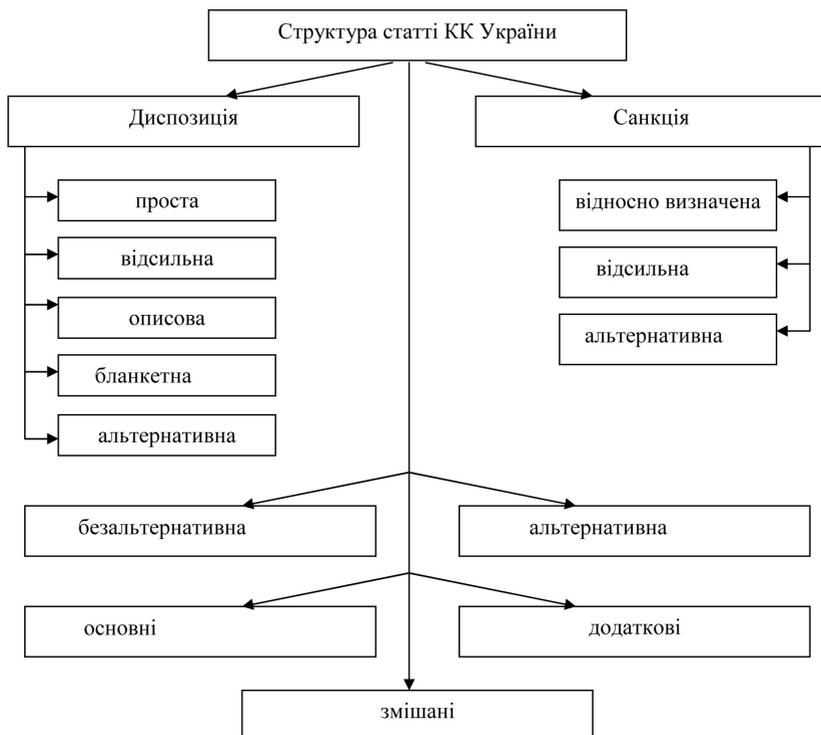 Структура статті КК України
Диспозиція
Санкція
проста
відсильна
описова
бланкетна
альтернативна
відносно визначена
відсильна
альтернативна
безальтернативна
альтернативна
основні
додаткові
змішані